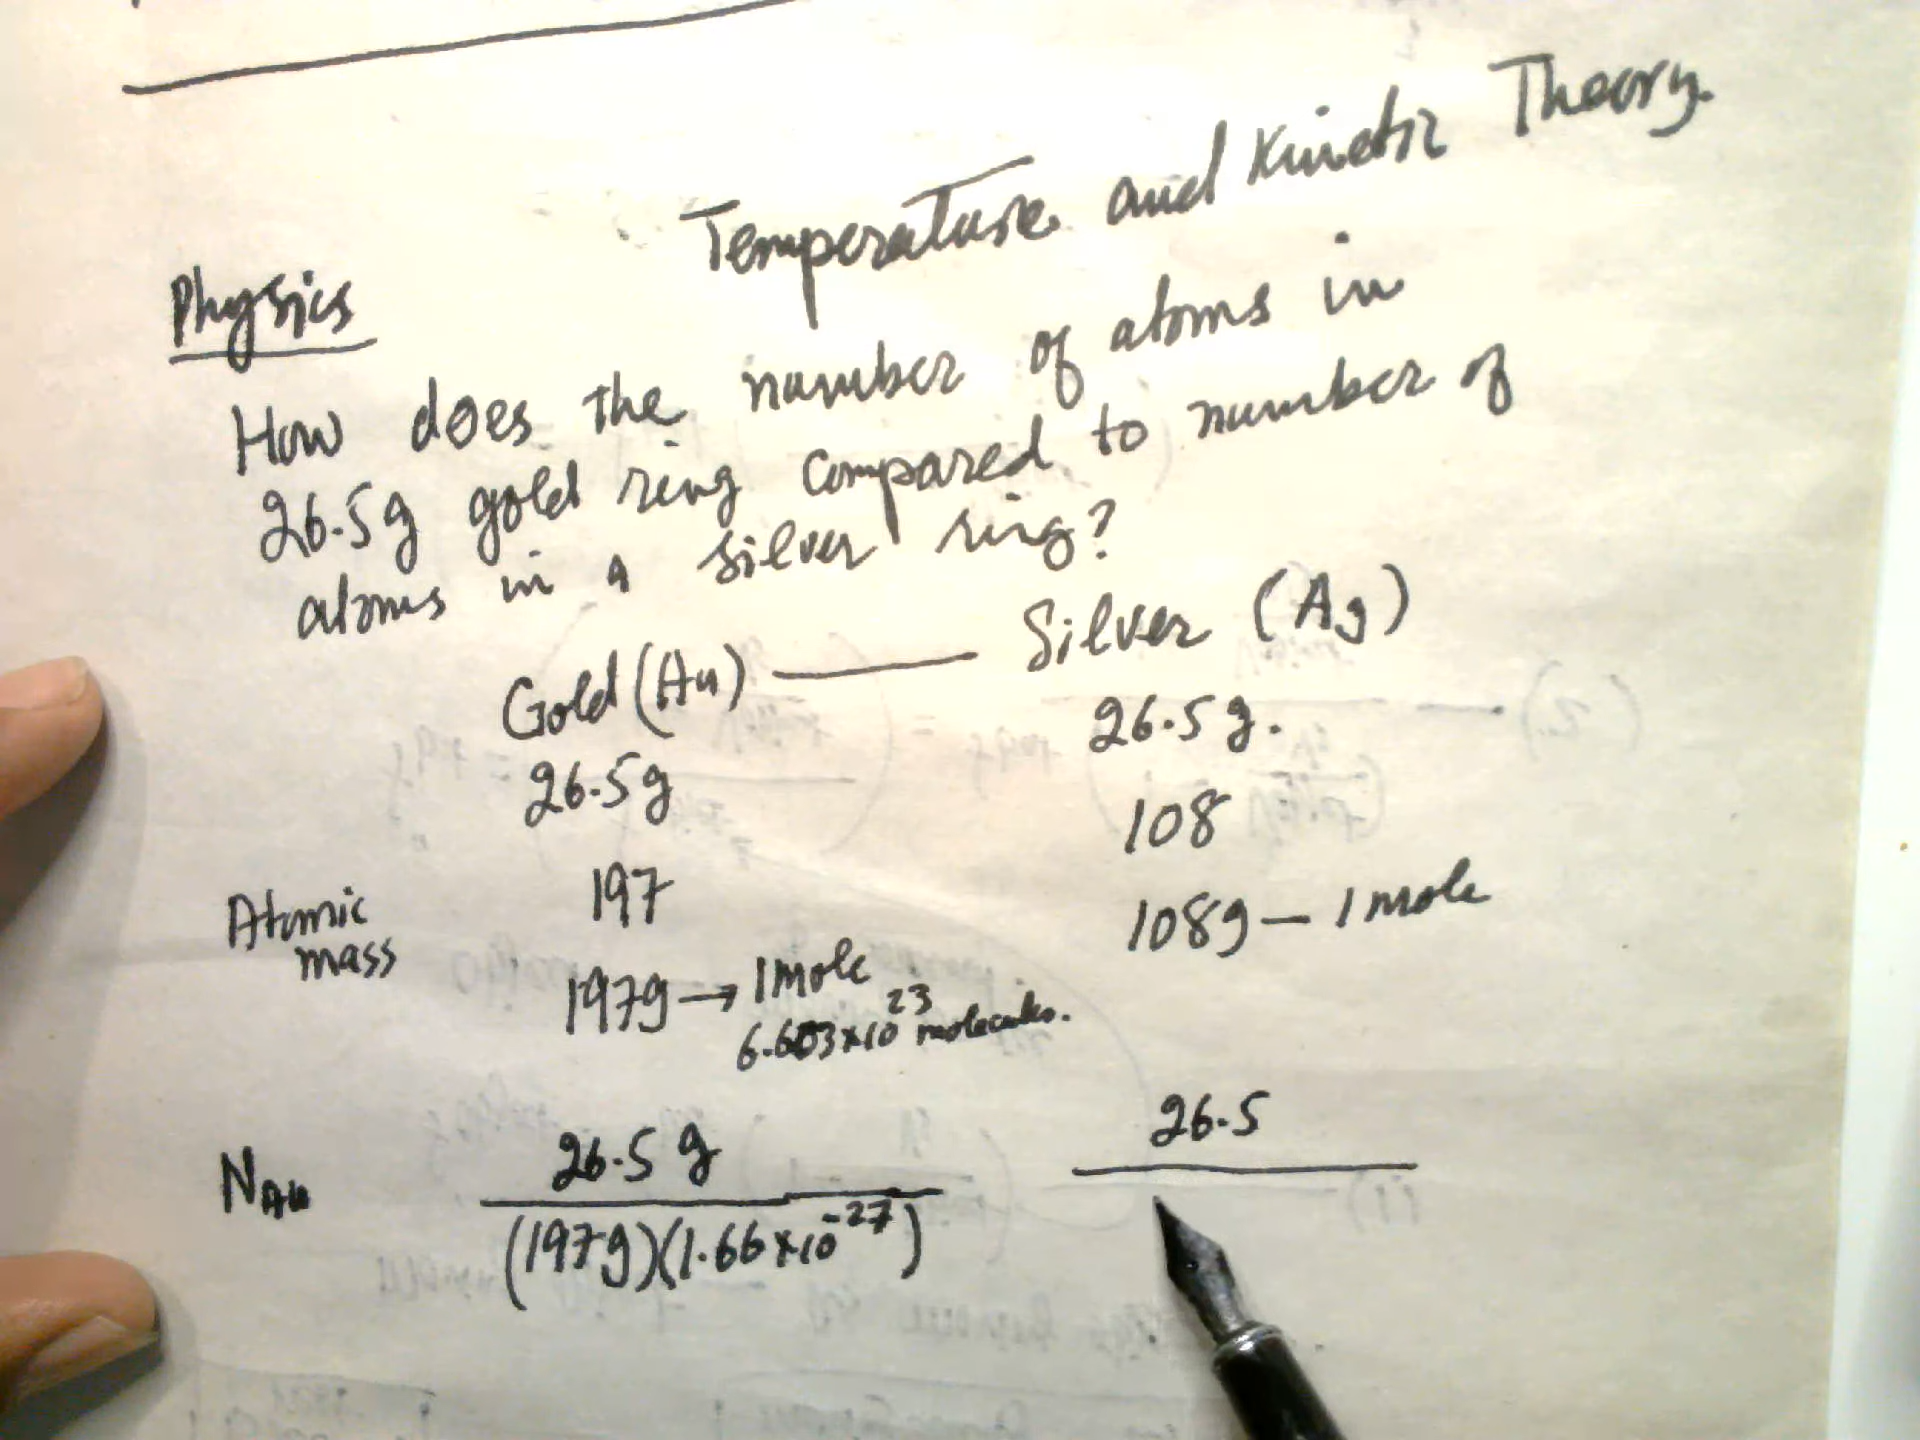 Temperature and Kinetic Theory.
Physics
How does the number of atoms in
26.5g gold ring compared to number of
atoms in a silver ring?
Gold (Au) — Silver (Ag)
26.5g 26.5g.
197 108
Atomic
mass
197g → 1 mole 108g — 1 mole
6.603×10²³ molecules.
N_Au 26.5 g 26.5
(197g)(1.66×10⁻²⁷)